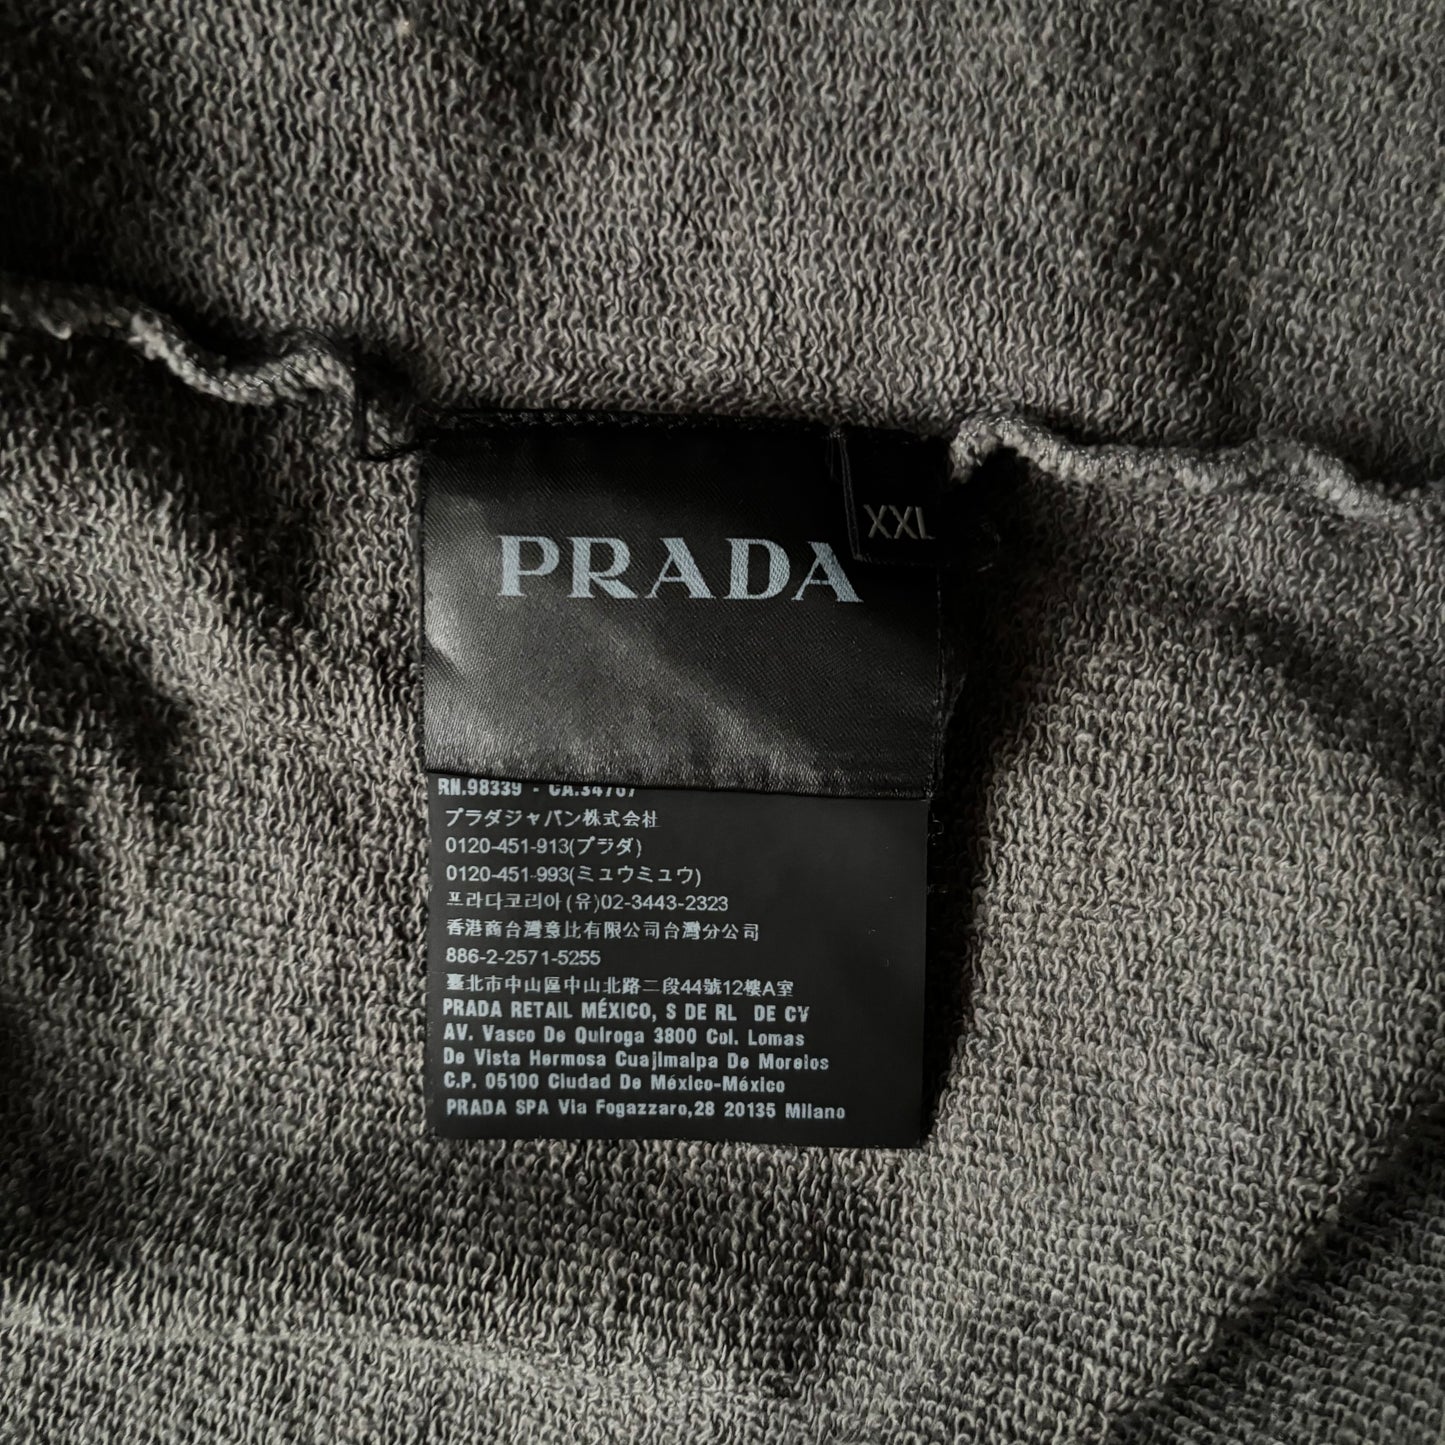 PRADA
XXL
RN.98339 - CA.34767
プラダジャパン株式会社
0120-451-913(プラダ)
0120-451-993(ミュウミュウ)
프라다코리아(유)02-3443-2323
香港商台灣意比有限公司台灣分公司
886-2-2571-5255
臺北市中山區中山北路二段44號12樓A室
PRADA RETAIL MÉXICO, S DE RL DE CV
AV. Vasco De Quiroga 3800 Col. Lomas
De Vista Hermosa Cuajimalpa De Morelos
C.P. 05100 Ciudad De México-México
PRADA SPA Via Fogazzaro,28 20135 Milano